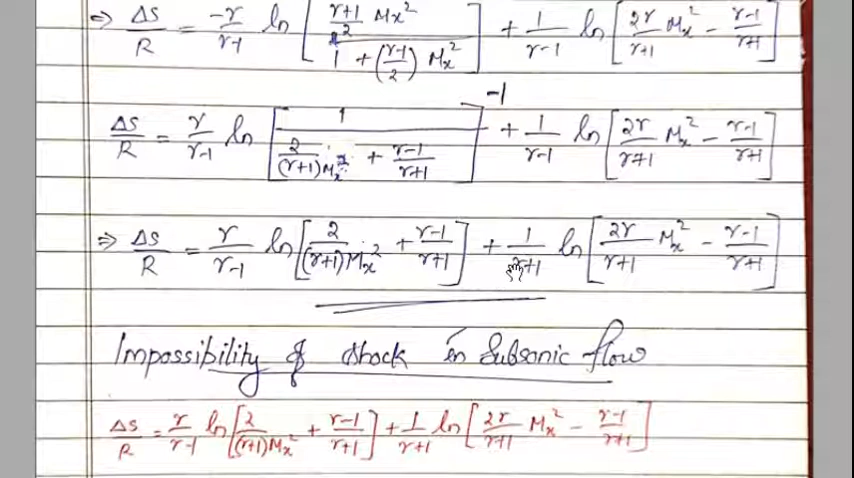 ⇒ ΔS/R = -γ/γ-1 ln [ (γ+1/2 Mx²) / (1 + (γ-1/2) Mx²) ] + 1/γ-1 ln [ 2γ/γ+1 Mx² - γ-1/γ+1 ]
ΔS/R = γ/γ-1 ln [ 1 / (2/(γ+1)Mx² + γ-1/γ+1) ]⁻¹ + 1/γ-1 ln [ 2γ/γ+1 Mx² - γ-1/γ+1 ]
⇒ ΔS/R = γ/γ-1 ln [ 2/(γ+1)Mx² + γ-1/γ+1 ] + 1/γ+1 ln [ 2γ/γ+1 Mx² - γ-1/γ+1 ]
Impossibility of shock in Subsonic flow
ΔS/R = γ/γ-1 ln [ 2/(γ+1)Mx² + γ-1/γ+1 ] + 1/γ+1 ln [ 2γ/γ+1 Mx² - γ-1/γ+1 ]